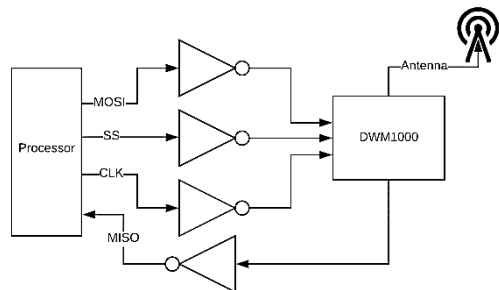 Antenna
MOSI
Processor
SS
DWM1000
CLK
MISO